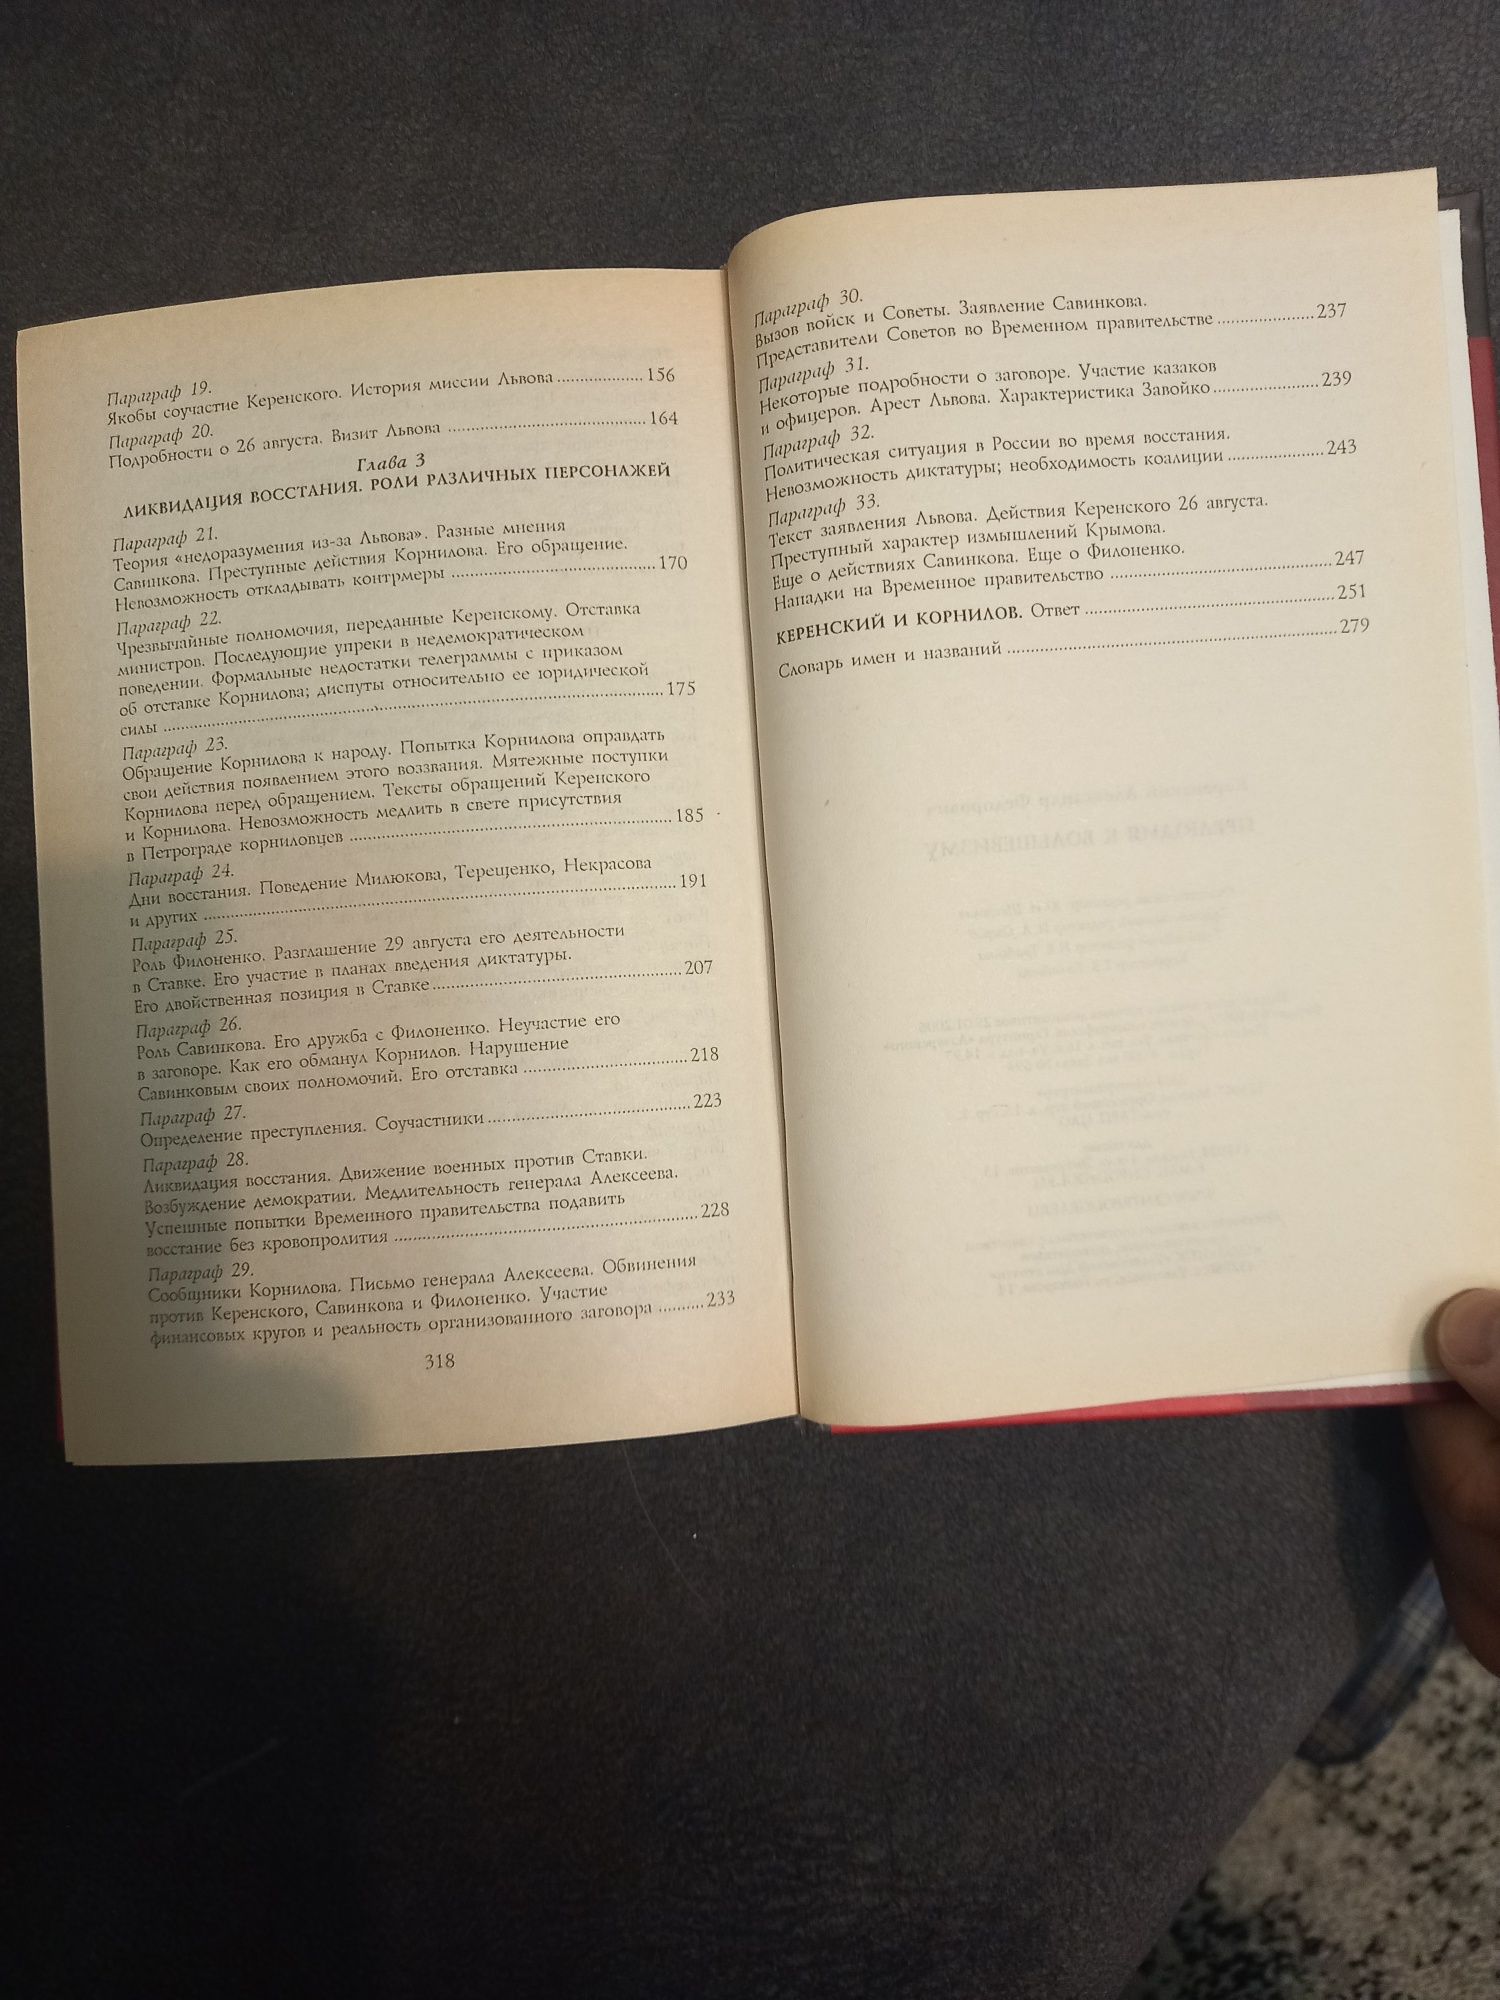 Параграф 19.
Якобы соучастие Керенского. История миссии Львова .................... 156
Параграф 20.
Подробности о 26 августа. Визит Львова .................... 164
Глава 3
ЛИКВИДАЦИЯ ВОССТАНИЯ. РОЛИ РАЗЛИЧНЫХ ПЕРСОНАЖЕЙ
Параграф 21.
Теория «недоразумения из-за Львова». Разные мнения
Савинкова. Преступные действия Корнилова. Его обращение.
Невозможность откладывать контрмеры .................... 170
Параграф 22.
Чрезвычайные полномочия, переданные Керенскому. Отставка
министров. Последующие упреки в недемократическом
поведении. Формальные недостатки телеграммы с приказом
об отставке Корнилова; диспуты относительно ее юридической
силы .................... 175
Параграф 23.
Обращение Корнилова к народу. Попытка Корнилова оправдать
свои действия появлением этого воззвания. Мятежные поступки
Корнилова перед обращением. Тексты обращений Керенского
и Корнилова. Невозможность медлить в свете присутствия
в Петрограде корниловцев .................... 185
Параграф 24.
Дни восстания. Поведение Милюкова, Терещенко, Некрасова
и других .................... 191
Параграф 25.
Роль Филоненко. Разглашение 29 августа его деятельности
в Ставке. Его участие в планах введения диктатуры.
Его двойственная позиция в Ставке .................... 207
Параграф 26.
Роль Савинкова. Его дружба с Филоненко. Неучастие его
в заговоре. Как его обманул Корнилов. Нарушение
Савинковым своих полномочий. Его отставка .................... 218
Параграф 27.
Определение преступления. Соучастники .................... 223
Параграф 28.
Ликвидация восстания. Движение военных против Ставки.
Возбуждение демократии. Медлительность генерала Алексеева.
Успешные попытки Временного правительства подавить
восстание без кровопролития .................... 228
Параграф 29.
Сообщники Корнилова. Письмо генерала Алексеева. Обвинения
против Керенского, Савинкова и Филоненко. Участие
финансовых кругов и реальность организованного заговора .......... 233
318
Параграф 30.
Вызов войск и Советы. Заявление Савинкова.
Представители Советов во Временном правительстве .................... 237
Параграф 31.
Некоторые подробности о заговоре. Участие казаков
и офицеров. Арест Львова. Характеристика Завойко .................... 239
Параграф 32.
Политическая ситуация в России во время восстания.
Невозможность диктатуры; необходимость коалиции .................... 243
Параграф 33.
Текст заявления Львова. Действия Керенского 26 августа.
Преступный характер измышлений Крымова.
Еще о действиях Савинкова. Еще о Филоненко.
Нападки на Временное правительство .................... 247
КЕРЕНСКИЙ И КОРНИЛОВ. Ответ .................... 251
Словарь имен и названий .................... 279